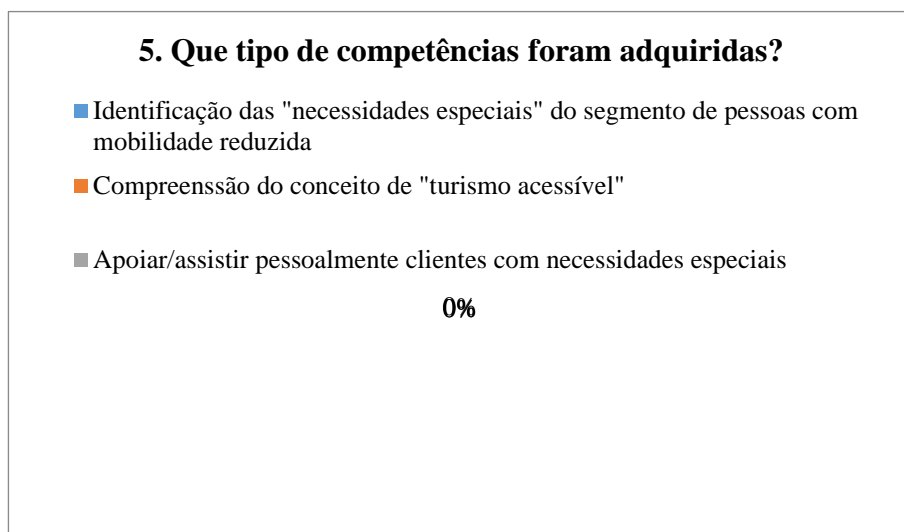 5. Que tipo de competências foram adquiridas?
Identificação das "necessidades especiais" do segmento de pessoas com
mobilidade reduzida
Compreenssão do conceito de "turismo acessível"
Apoiar/assistir pessoalmente clientes com necessidades especiais
0%